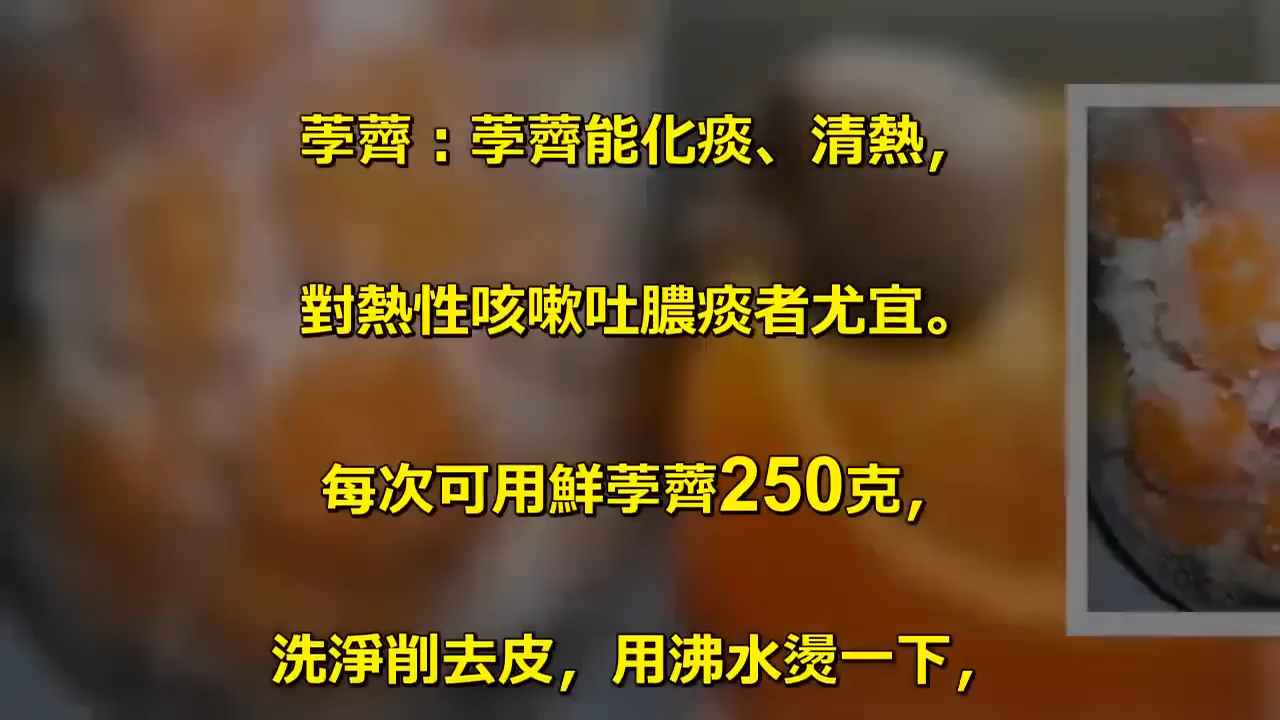 荸薺：荸薺能化痰、清熱，
對熱性咳嗽吐膿痰者尤宜。
每次可用鮮荸薺250克，
洗淨削去皮，用沸水燙一下，